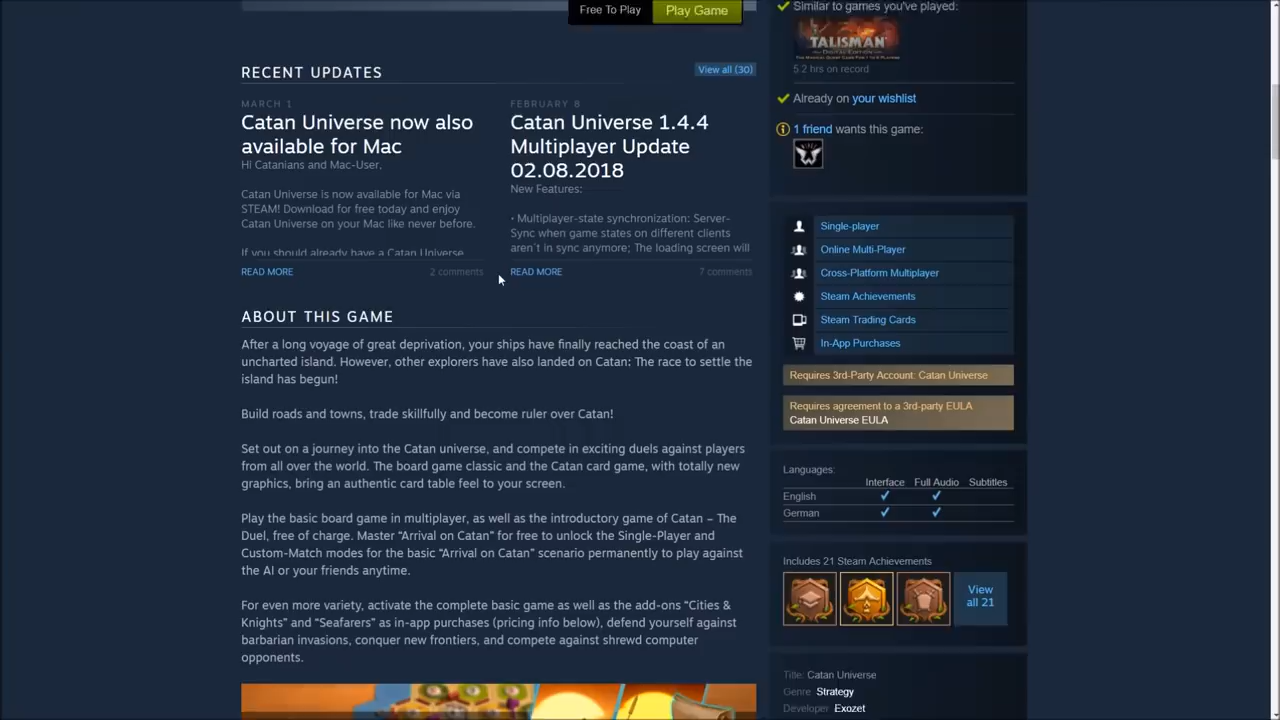 Free To Play
Play Game
RECENT UPDATES
View all (30)
MARCH 1
Catan Universe now also
available for Mac
Hi Catanians and Mac-User,
Catan Universe is now available for Mac via
STEAM! Download for free today and enjoy
Catan Universe on your Mac like never before.
If you should already have a Catan Universe
READ MORE
2 comments
FEBRUARY 8
Catan Universe 1.4.4
Multiplayer Update
02.08.2018
New Features:
• Multiplayer-state synchronization: Server-
Sync when game states on different clients
aren´t in sync anymore; The loading screen will
READ MORE
7 comments
ABOUT THIS GAME
After a long voyage of great deprivation, your ships have finally reached the coast of an
uncharted island. However, other explorers have also landed on Catan: The race to settle the
island has begun!
Build roads and towns, trade skillfully and become ruler over Catan!
Set out on a journey into the Catan universe, and compete in exciting duels against players
from all over the world. The board game classic and the Catan card game, with totally new
graphics, bring an authentic card table feel to your screen.
Play the basic board game in multiplayer, as well as the introductory game of Catan – The
Duel, free of charge. Master “Arrival on Catan” for free to unlock the Single-Player and
Custom-Match modes for the basic “Arrival on Catan” scenario permanently to play against
the AI or your friends anytime.
For even more variety, activate the complete basic game as well as the add-ons “Cities &
Knights” and “Seafarers” as in-app purchases (pricing info below), defend yourself against
barbarian invasions, conquer new frontiers, and compete against shrewd computer
opponents.
Similar to games you've played:
TALISMAN
DIGITAL EDITION
5.2 hrs on record
Already on your wishlist
1 friend wants this game:
Single-player
Online Multi-Player
Cross-Platform Multiplayer
Steam Achievements
Steam Trading Cards
In-App Purchases
Requires 3rd-Party Account: Catan Universe
Requires agreement to a 3rd-party EULA
Catan Universe EULA
Languages:
Interface Full Audio Subtitles
English
German
Includes 21 Steam Achievements
View
all 21
Title: Catan Universe
Genre Strategy
Developer Exozet